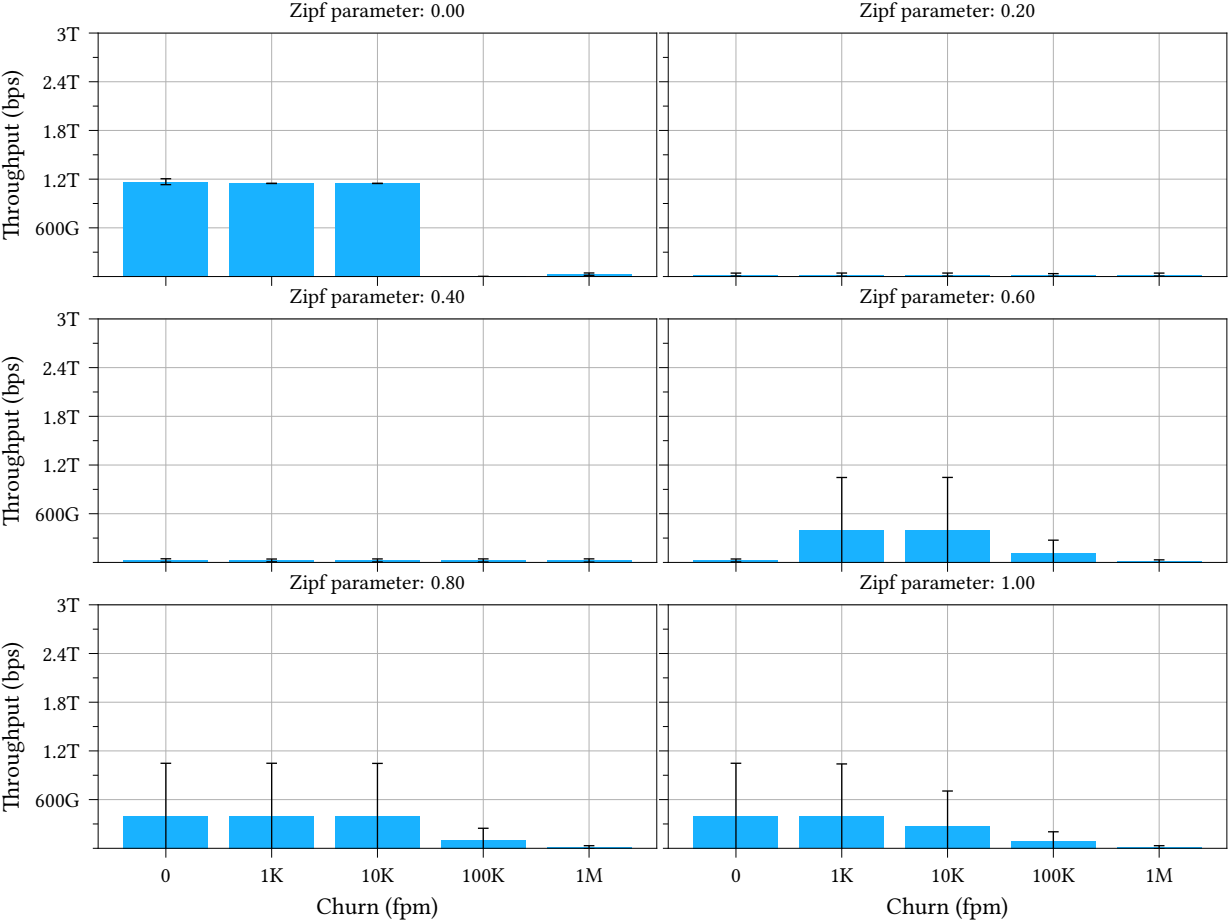 Zipf parameter: 0.00
Zipf parameter: 0.20
Throughput (bps)
3T
2.4T
1.8T
1.2T
600G
Zipf parameter: 0.40
Zipf parameter: 0.60
Throughput (bps)
3T
2.4T
1.8T
1.2T
600G
Zipf parameter: 0.80
Zipf parameter: 1.00
Throughput (bps)
3T
2.4T
1.8T
1.2T
600G
0 1K 10K 100K 1M
0 1K 10K 100K 1M
Churn (fpm)
Churn (fpm)